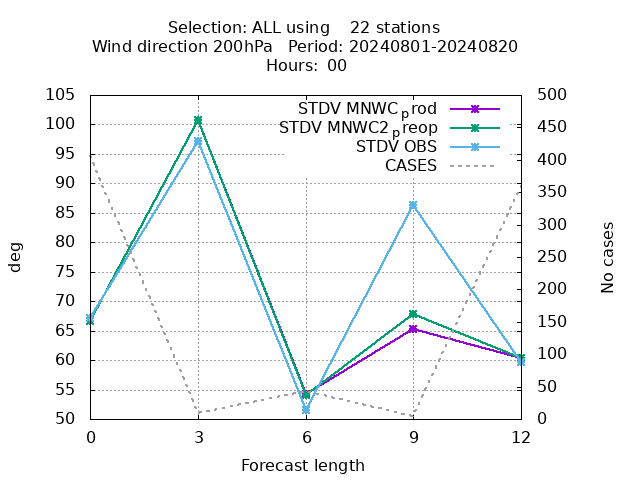 Selection: ALL using 22 stations
Wind direction 200hPa Period: 20240801-20240820
Hours: 00
STDV MNWC_prod
STDV MNWC2_preop
STDV OBS
CASES
105
100
95
90
85
80
75
70
65
60
55
50
500
450
400
350
300
250
200
150
100
50
0
deg
No cases
0 3 6 9 12
Forecast length